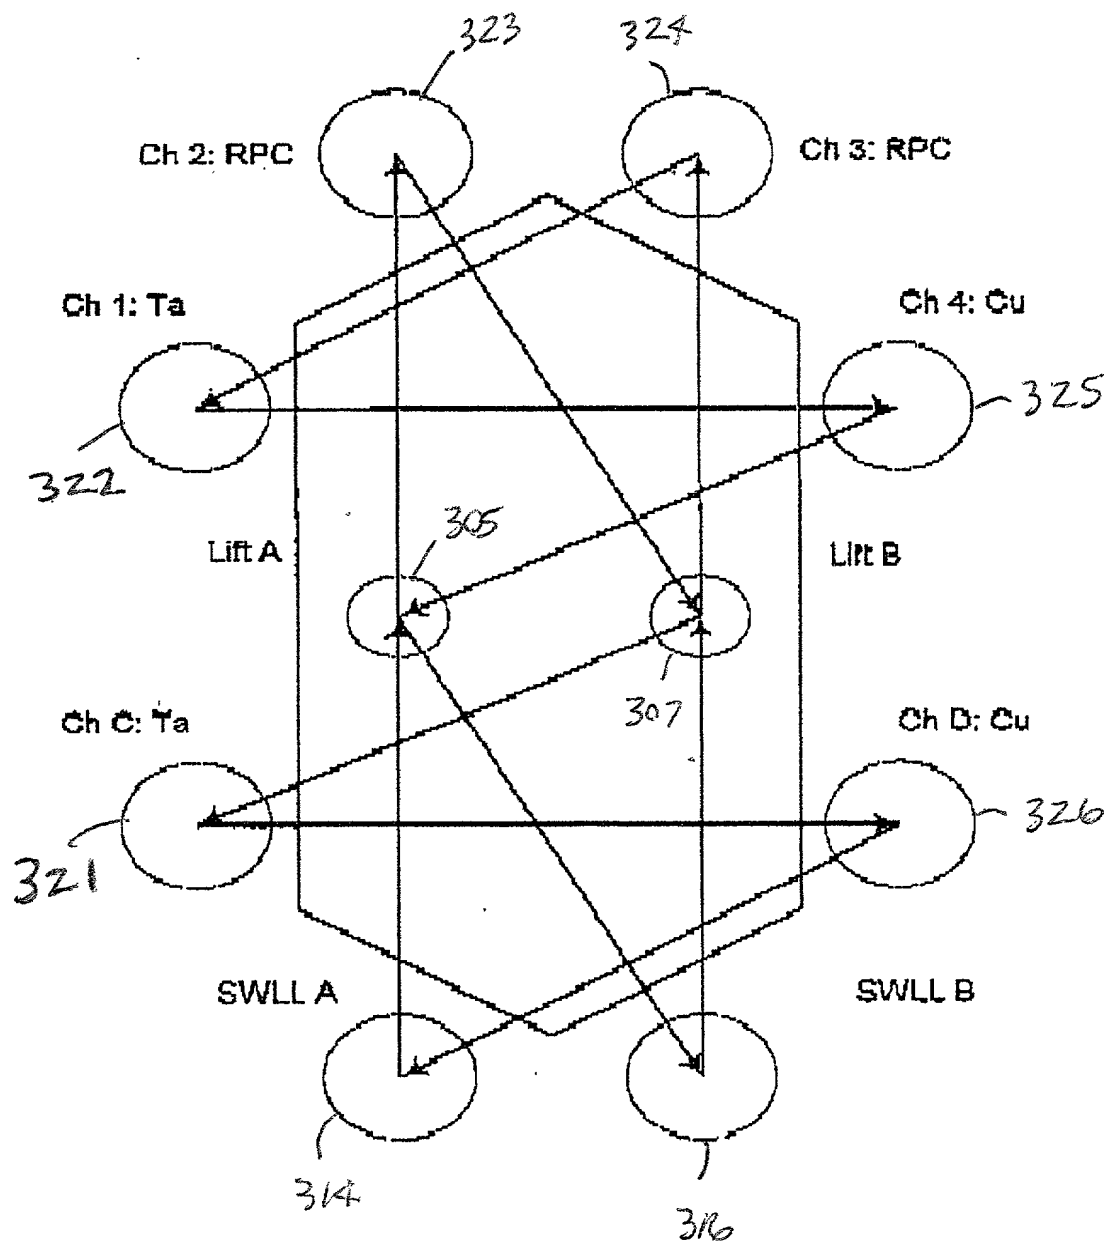 323
324
Ch 2: RPC
Ch 3: RPC
Ch 1: Ta
Ch 4: Cu
325
322
305
Lift A
Lift B
307
Ch C: Ta
Ch D: Cu
326
321
SWLL A
SWLL B
314
316